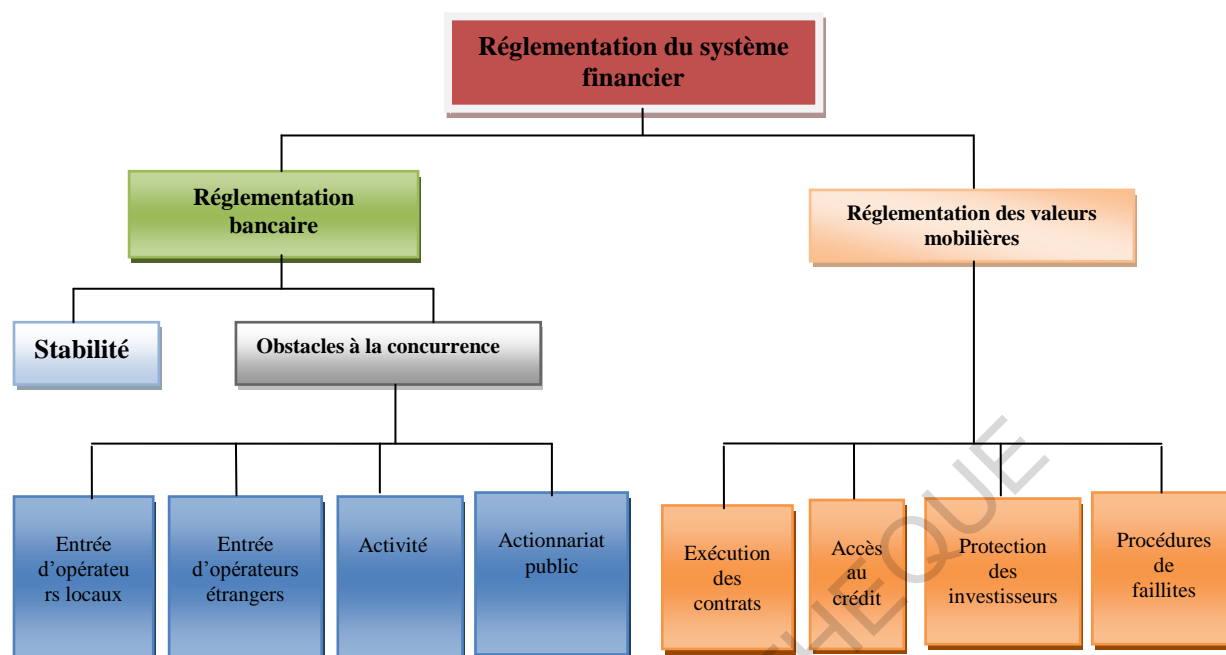 Réglementation du système
financier
Réglementation
bancaire
Réglementation des valeurs
mobilières
Stabilité
Obstacles à la concurrence
Entrée
d'opérateu
rs locaux
Entrée
d'opérateurs
étrangers
Activité
Actionnariat
public
Exécution
des
contrats
Accès
au
crédit
Protection
des
investisseurs
Procédures
de
faillites
THEQUE